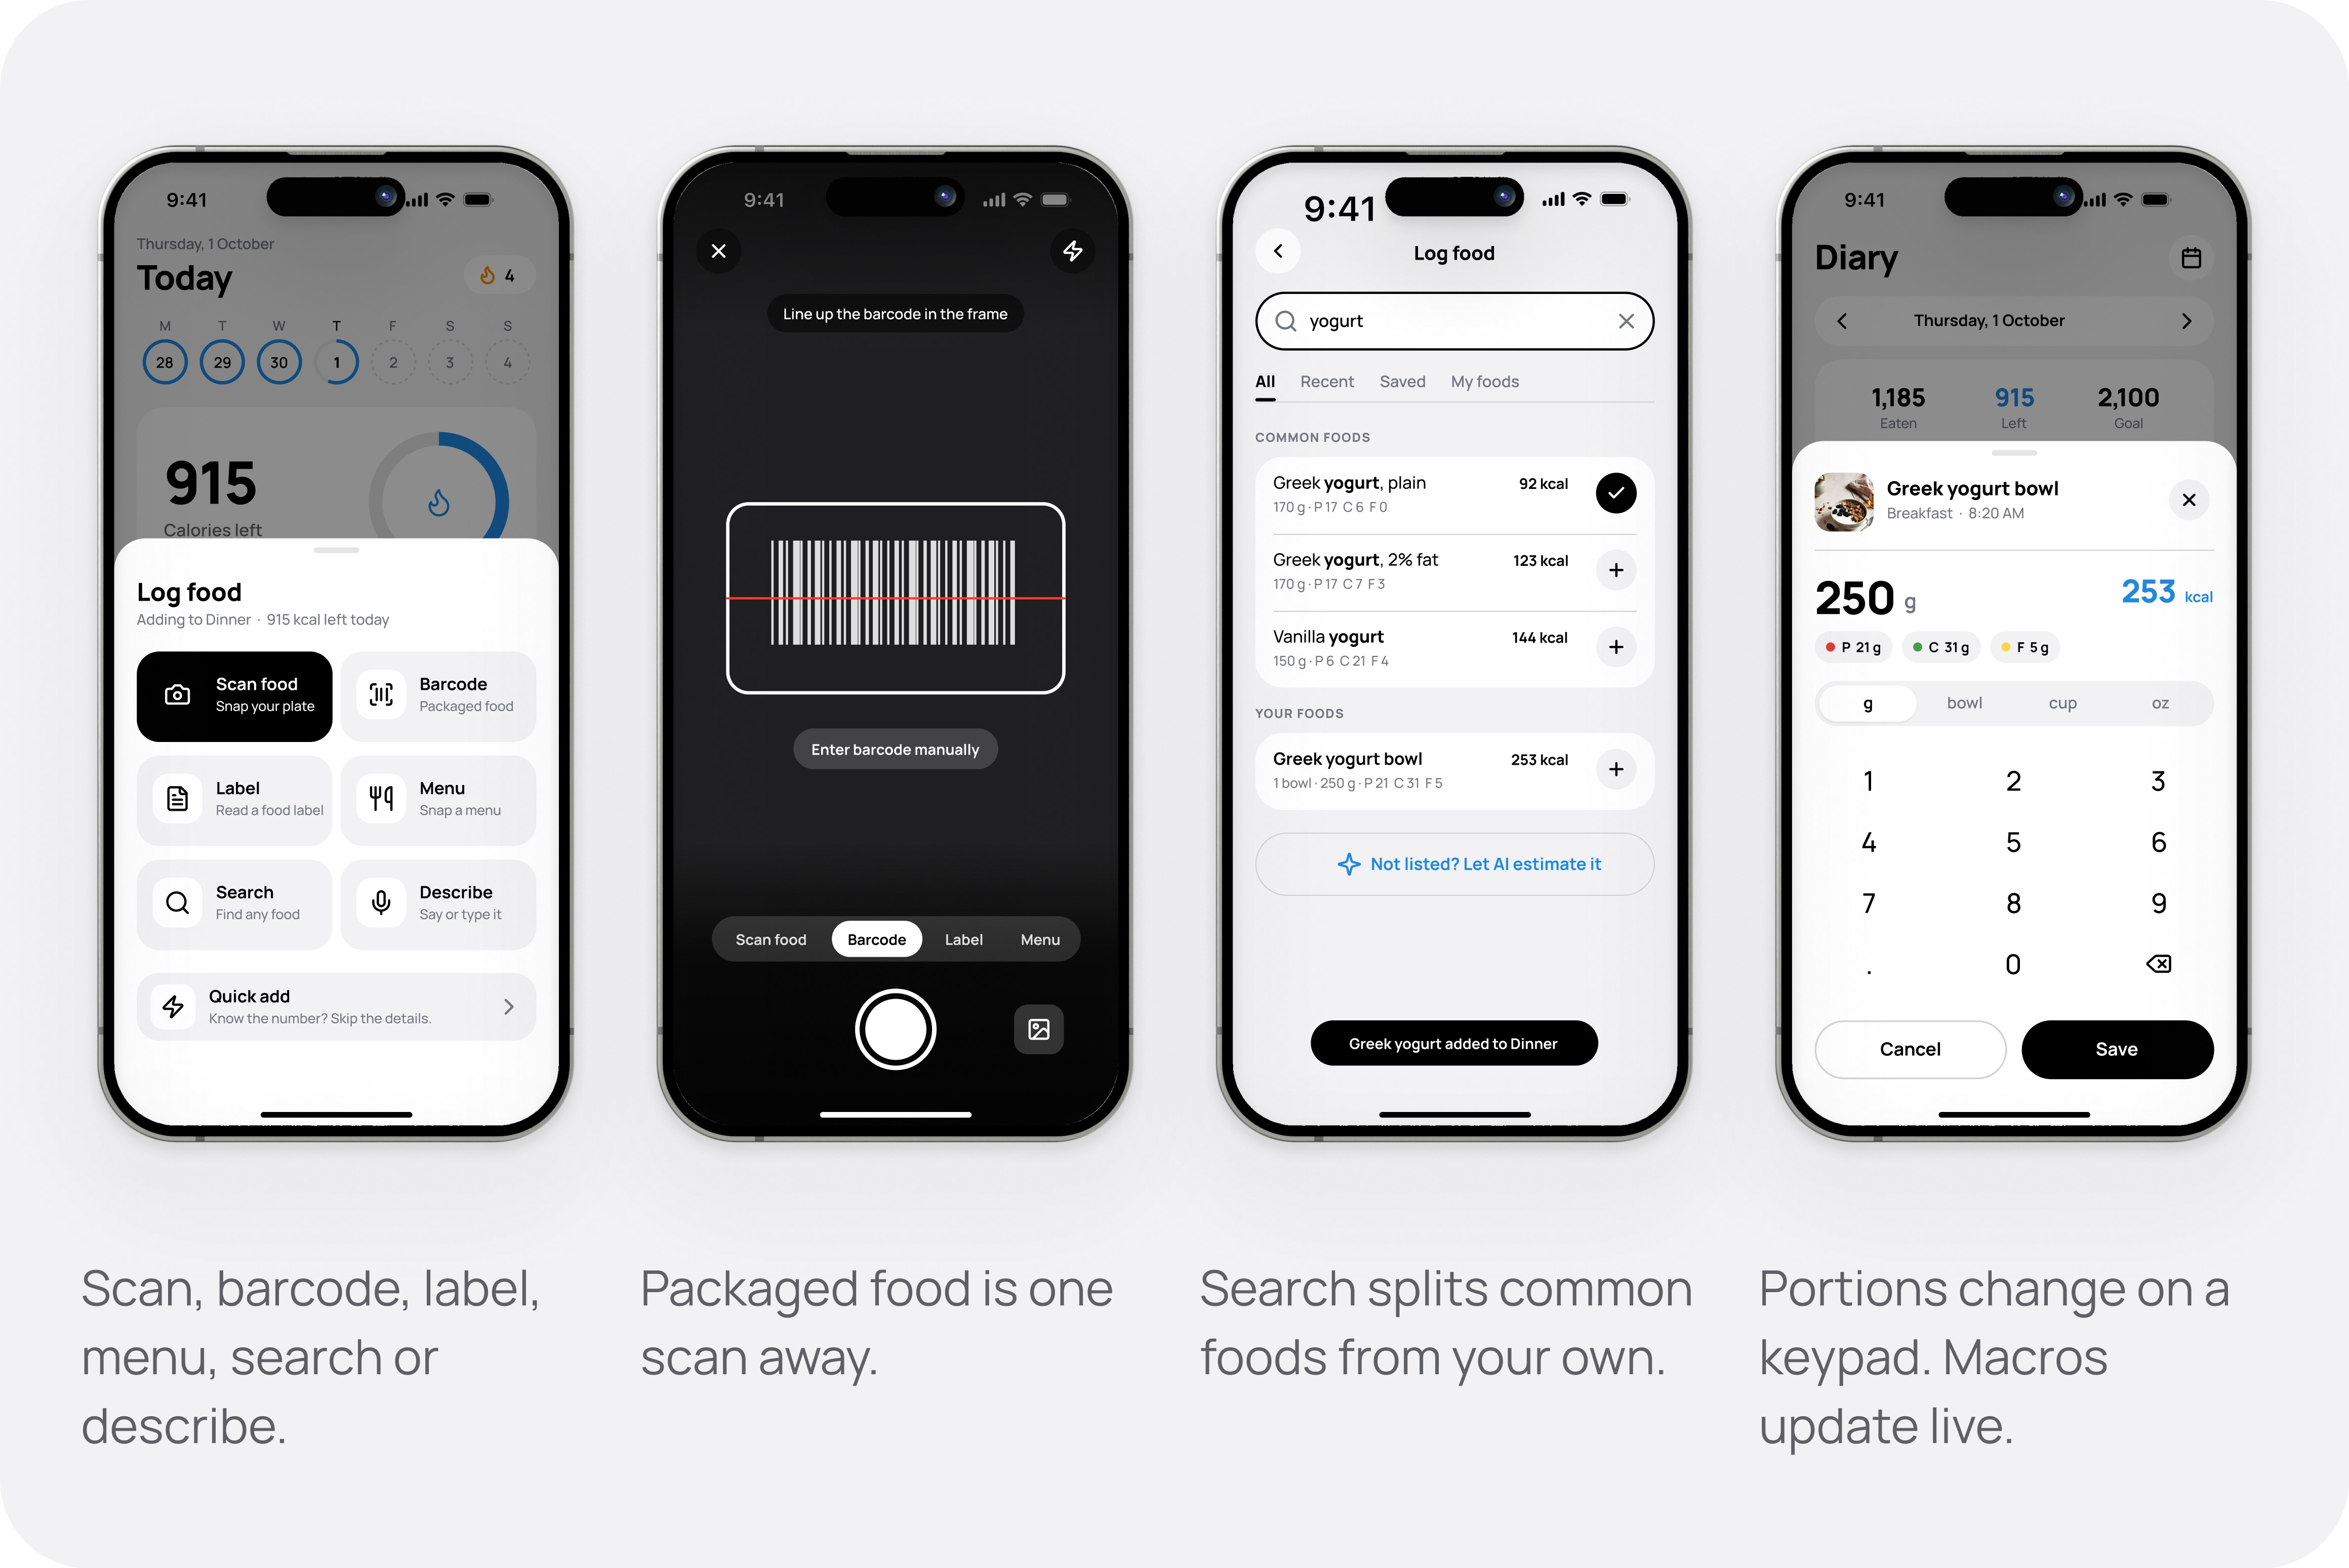 9:41
Thursday, 1 October
Today
4
M T W T F S S
28 29 30 1 2 3 4
915
Calories left
Log food
Adding to Dinner · 915 kcal left today
Scan food
Snap your plate
Barcode
Packaged food
Label
Read a food label
Menu
Snap a menu
Search
Find any food
Describe
Say or type it
Quick add
Know the number? Skip the details.
Scan, barcode, label,
menu, search or
describe.
9:41
Line up the barcode in the frame
Enter barcode manually
Scan food Barcode Label Menu
Packaged food is one
scan away.
9:41
Log food
yogurt
All Recent Saved My foods
COMMON FOODS
Greek yogurt, plain 92 kcal
170 g · P 17 C 6 F 0
Greek yogurt, 2% fat 123 kcal
170 g · P 17 C 7 F 3
Vanilla yogurt 144 kcal
150 g · P 6 C 21 F 4
YOUR FOODS
Greek yogurt bowl 253 kcal
1 bowl · 250 g · P 21 C 31 F 5
Not listed? Let AI estimate it
Greek yogurt added to Dinner
Search splits common
foods from your own.
9:41
Diary
Thursday, 1 October
1,185 915 2,100
Eaten Left Goal
Greek yogurt bowl
Breakfast · 8:20 AM
250 g 253 kcal
P 21 g C 31 g F 5 g
g bowl cup oz
1 2 3
4 5 6
7 8 9
. 0
Cancel Save
Portions change on a
keypad. Macros
update live.